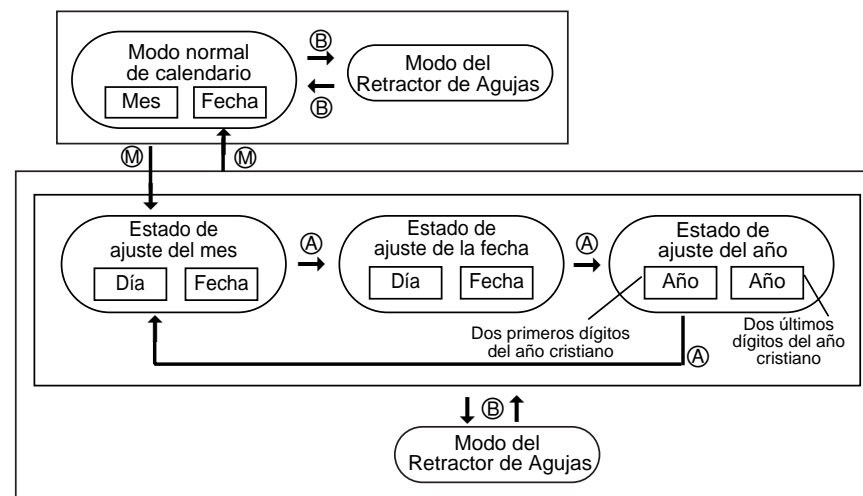 Modo normal
de calendario
Mes
Fecha
Ⓑ
Ⓑ
Modo del
Retractor de Agujas
Ⓜ
Ⓜ
Estado de
ajuste del mes
Día
Fecha
Ⓐ
Estado de
ajuste de la fecha
Día
Fecha
Ⓐ
Estado de
ajuste del año
Año
Año
Dos primeros dígitos
del año cristiano
Dos últimos
dígitos del año
cristiano
Ⓐ
Ⓑ
Modo del
Retractor de Agujas